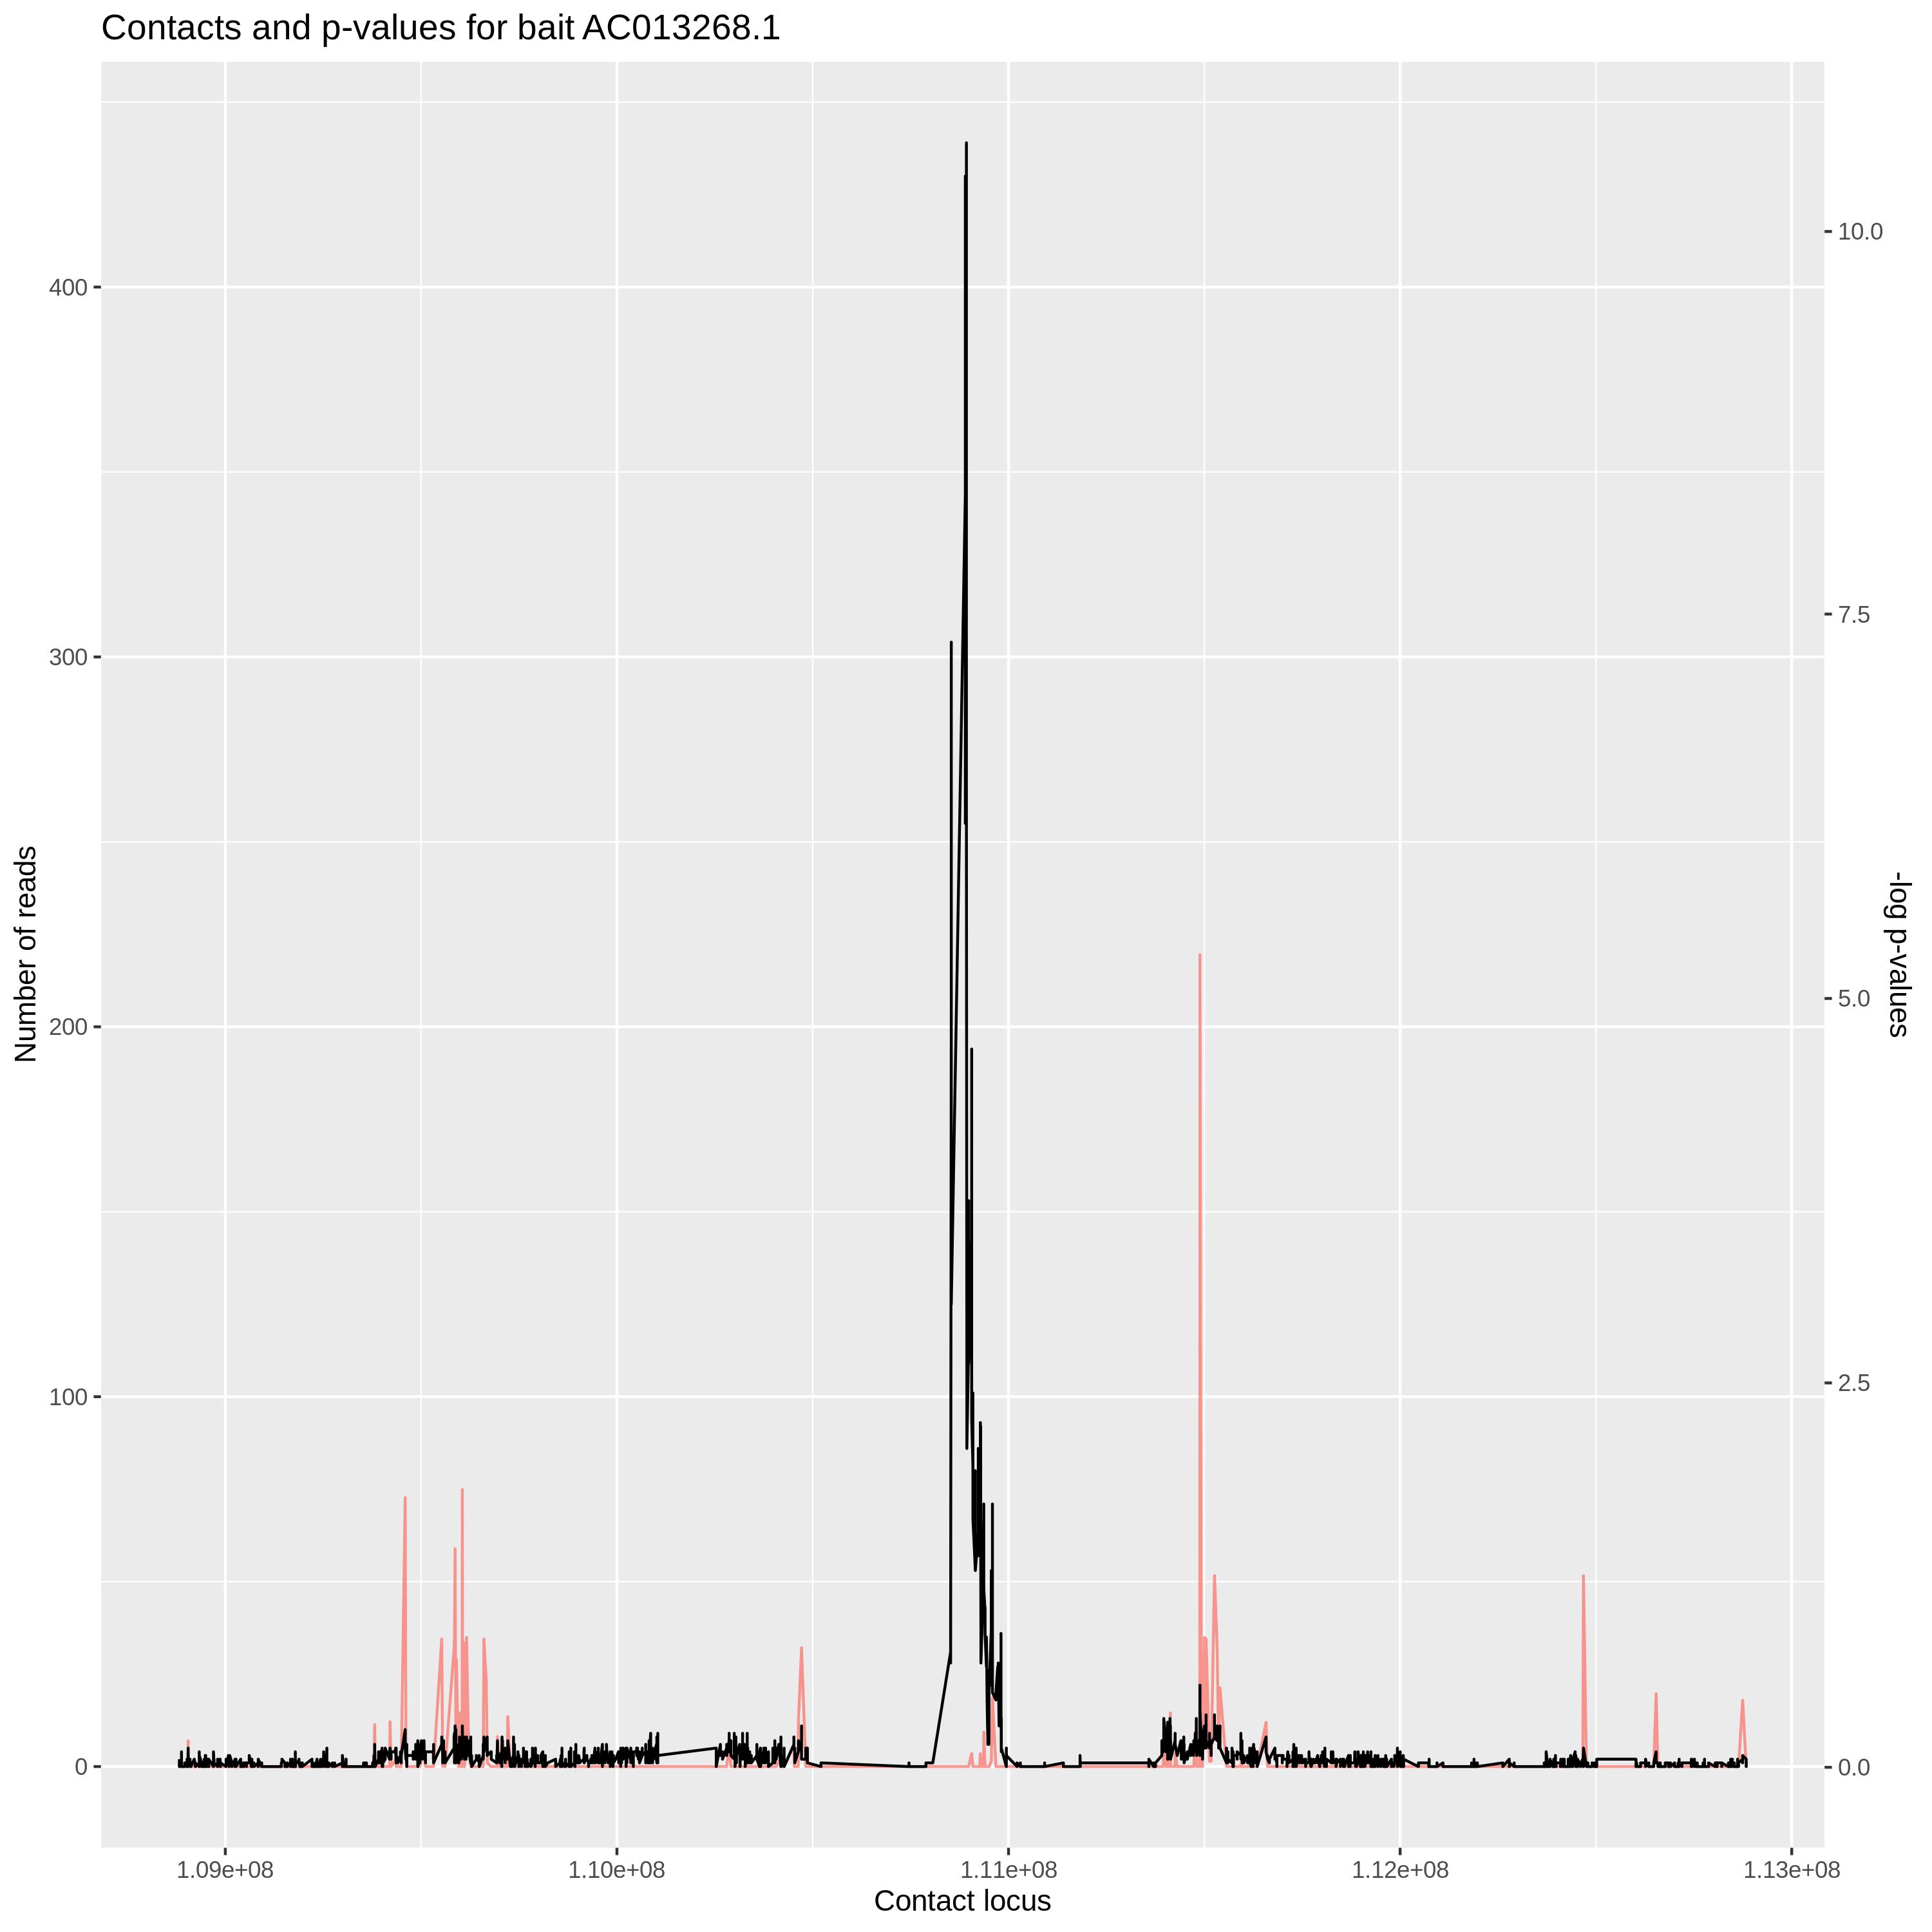 Contacts and p-values for bait AC013268.1
400
300
200
100
0
Number of reads
10.0
7.5
5.0
2.5
0.0
-log p-values
1.09e+08
1.10e+08
1.11e+08
1.12e+08
1.13e+08
Contact locus